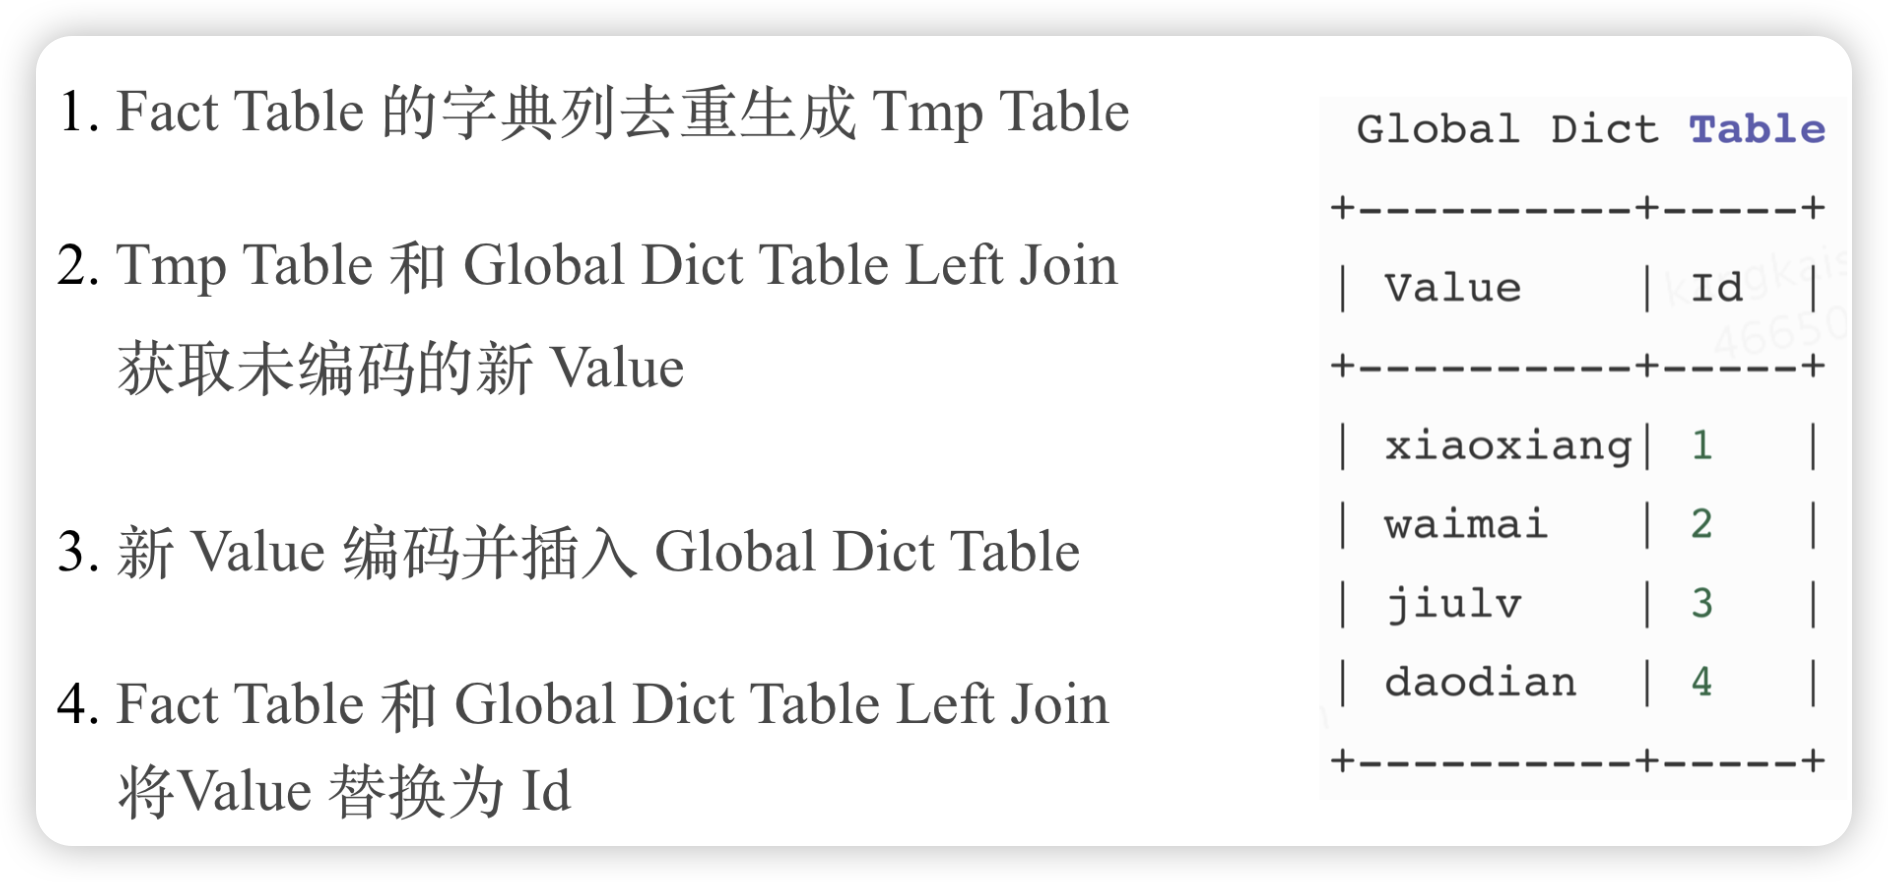 1. Fact Table 的字典列去重生成 Tmp Table
2. Tmp Table 和 Global Dict Table Left Join
获取未编码的新 Value
3. 新 Value 编码并插入 Global Dict Table
4. Fact Table 和 Global Dict Table Left Join
将Value 替换为 Id
Global Dict Table
+----------+-----+
| Value | Id |
+----------+-----+
| xiaoxiang| 1 |
| waimai | 2 |
| jiulv | 3 |
| daodian | 4 |
+----------+-----+